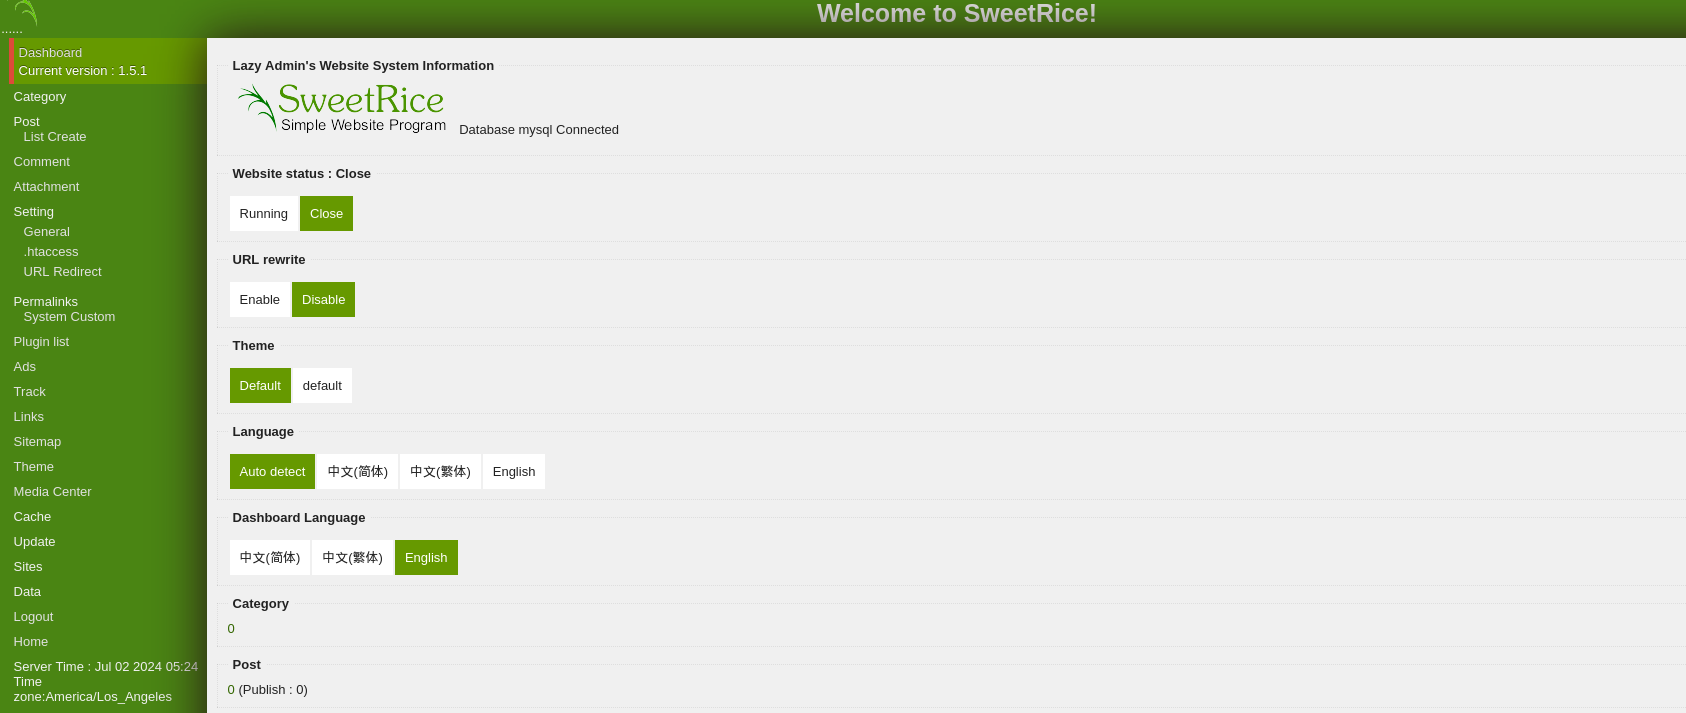 Welcome to SweetRice!
......
Dashboard
Current version : 1.5.1
Category
Post
List Create
Comment
Attachment
Setting
General
.htaccess
URL Redirect
Permalinks
System Custom
Plugin list
Ads
Track
Links
Sitemap
Theme
Media Center
Cache
Update
Sites
Data
Logout
Home
Server Time : Jul 02 2024 05:24
Time
zone:America/Los_Angeles
Lazy Admin's Website System Information
SweetRice
Simple Website Program
Database mysql Connected
Website status : Close
Running Close
URL rewrite
Enable Disable
Theme
Default default
Language
Auto detect 中文(简体) 中文(繁体) English
Dashboard Language
中文(简体) 中文(繁体) English
Category
0
Post
0 (Publish : 0)